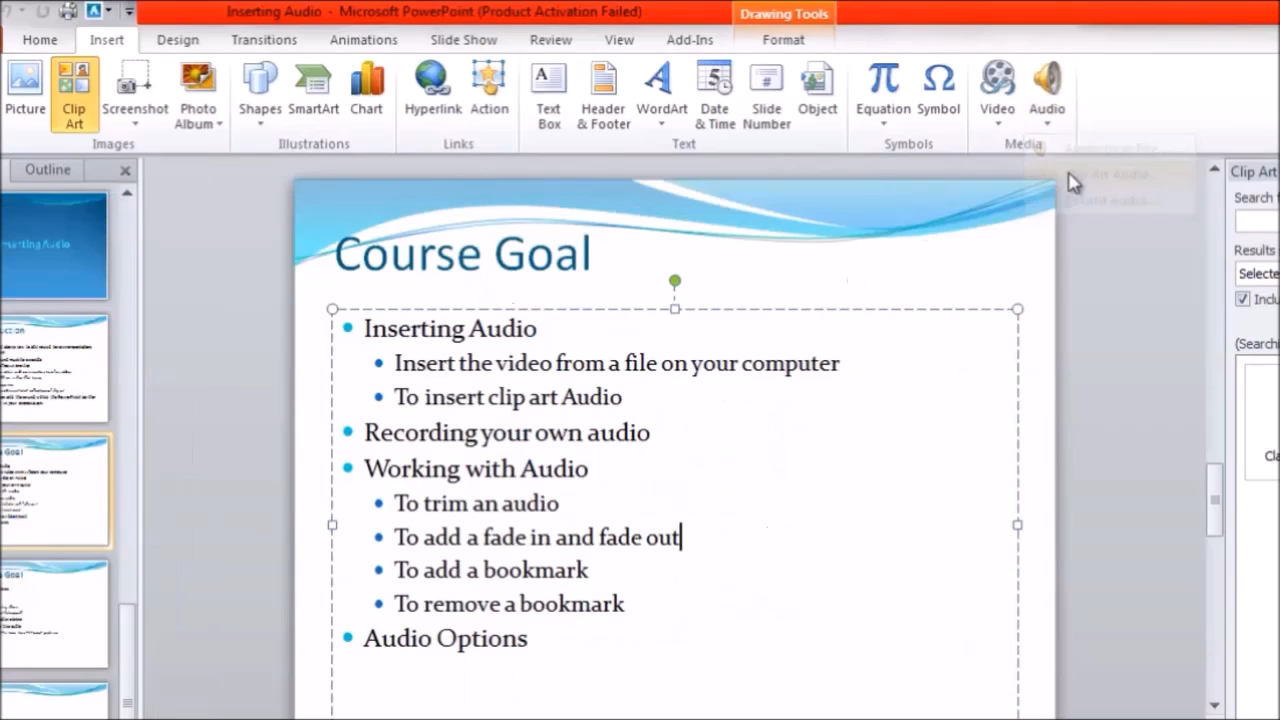 Inserting Audio - Microsoft PowerPoint (Product Activation Failed)
Drawing Tools
Home Insert Design Transitions Animations Slide Show Review View Add-Ins Format
Picture Clip Art Screenshot Photo Album Shapes SmartArt Chart Hyperlink Action Text Box Header & Footer WordArt Date & Time Slide Number Object Equation Symbol Video Audio
Images Illustrations Links Text Symbols Media
Outline
Clip Art
Search
Results
Inserting Audio
Course Goal
Inserting Audio
Insert the video from a file on your computer
To insert clip art Audio
Recording your own audio
Working with Audio
To trim an audio
To add a fade in and fade out
To add a bookmark
To remove a bookmark
Audio Options